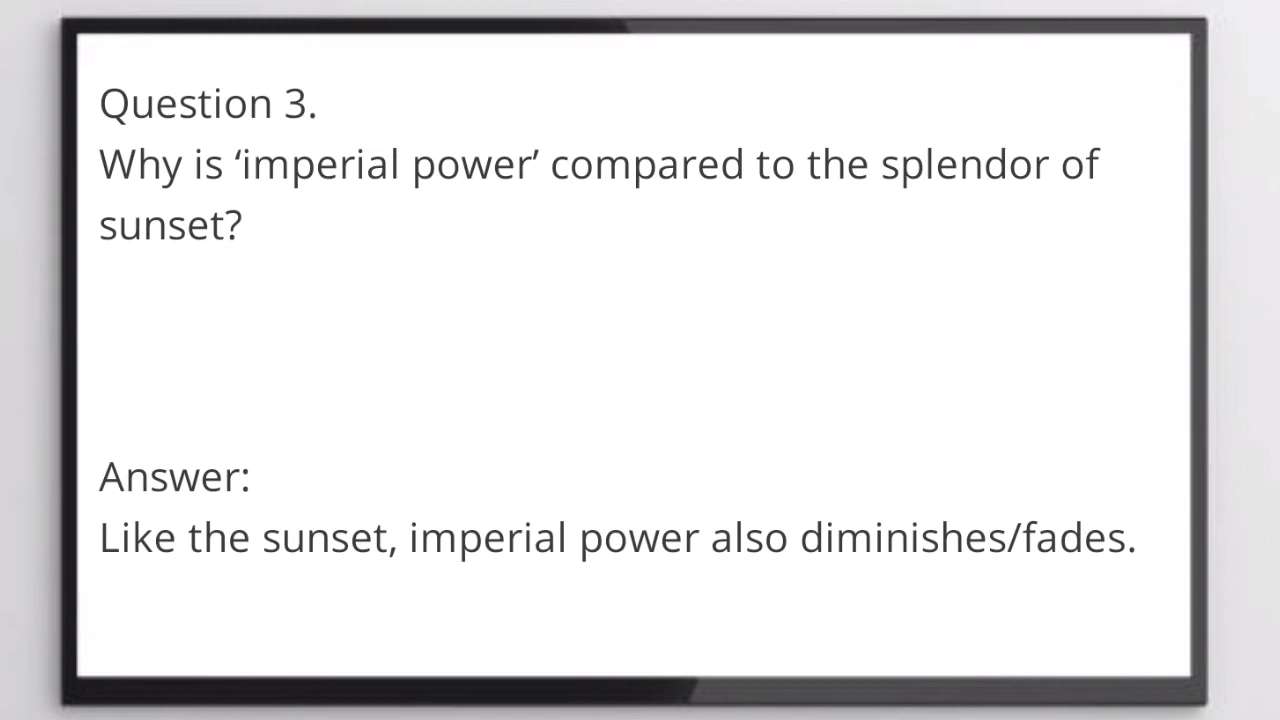 Question 3.
Why is ‘imperial power’ compared to the splendor of
sunset?
Answer:
Like the sunset, imperial power also diminishes/fades.